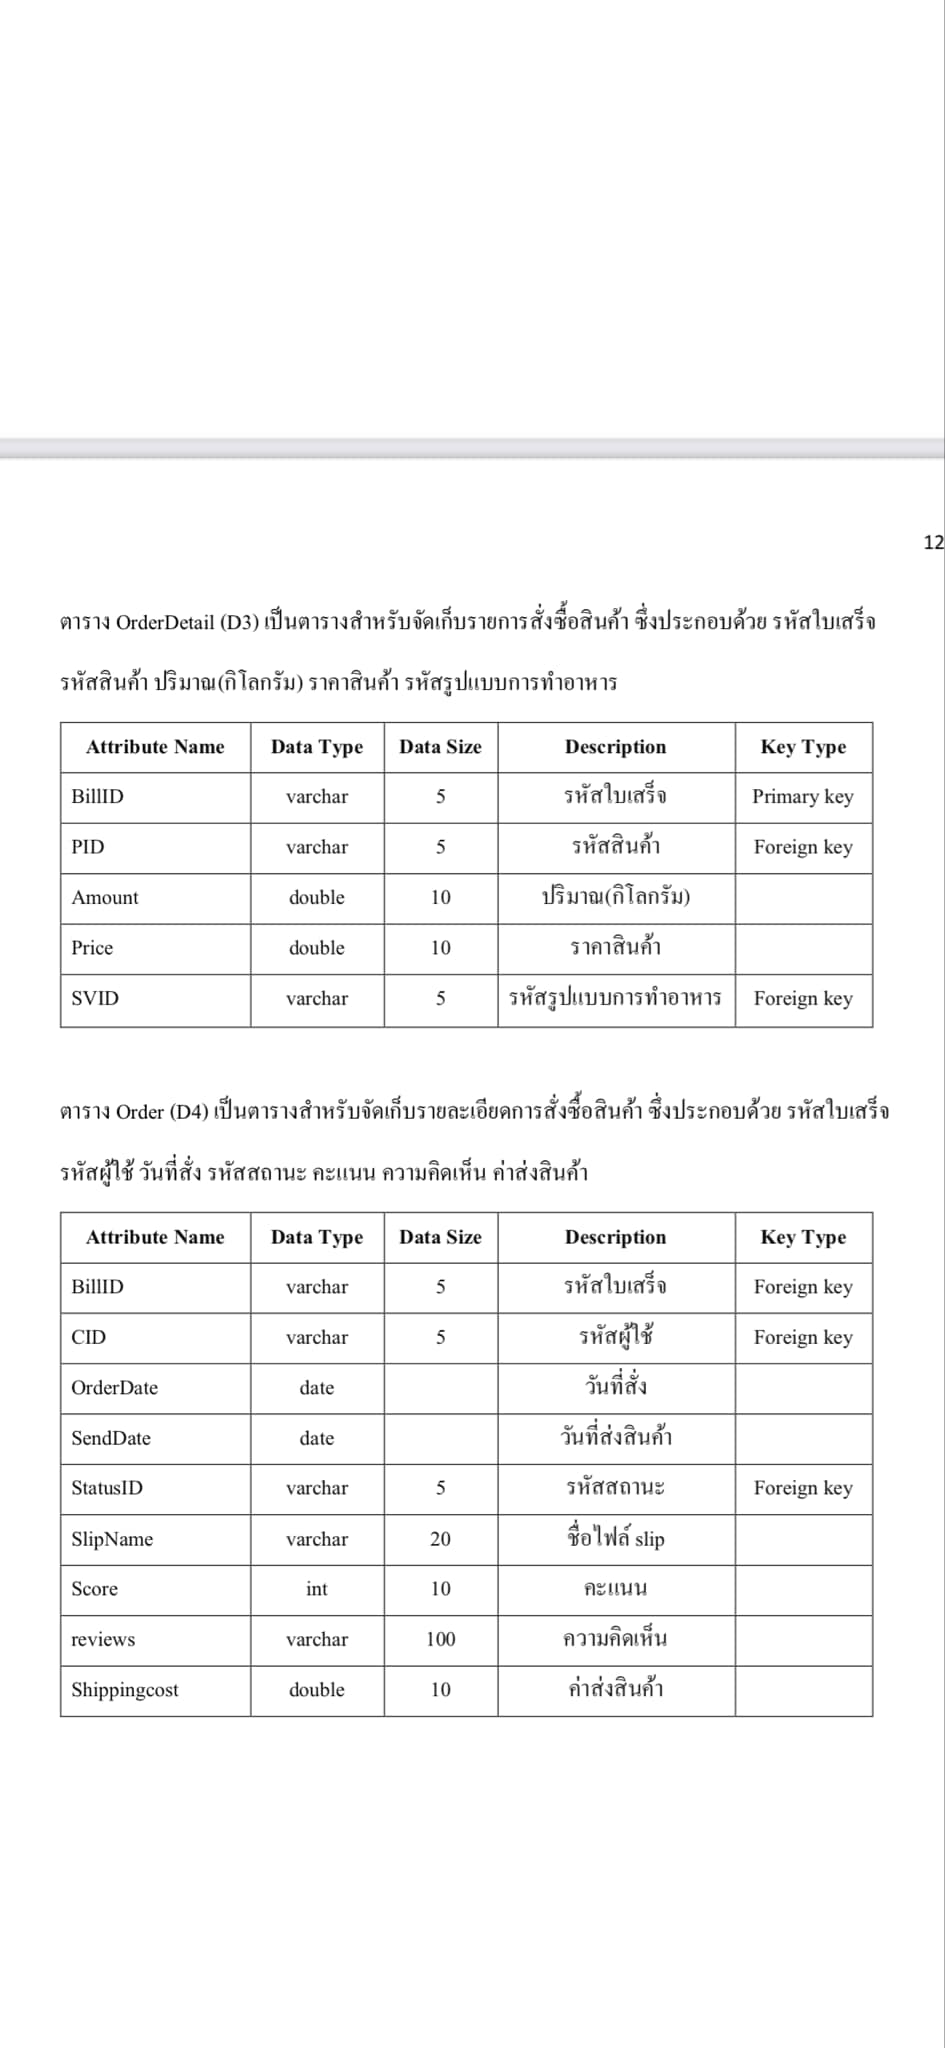 12
ตาราง OrderDetail (D3) เป็นตารางสำหรับจัดเก็บรายการสั่งซื้อสินค้า ซึ่งประกอบด้วย รหัสใบเสร็จ
รหัสสินค้า ปริมาณ(กิโลกรัม) ราคาสินค้า รหัสรูปแบบการทำอาหาร
Attribute Name Data Type Data Size Description Key Type
BillID varchar 5 รหัสใบเสร็จ Primary key
PID varchar 5 รหัสสินค้า Foreign key
Amount double 10 ปริมาณ(กิโลกรัม)
Price double 10 ราคาสินค้า
SVID varchar 5 รหัสรูปแบบการทำอาหาร Foreign key
ตาราง Order (D4) เป็นตารางสำหรับจัดเก็บรายละเอียดการสั่งซื้อสินค้า ซึ่งประกอบด้วย รหัสใบเสร็จ
รหัสผู้ใช้ วันที่สั่ง รหัสสถานะ คะแนน ความคิดเห็น ค่าส่งสินค้า
Attribute Name Data Type Data Size Description Key Type
BillID varchar 5 รหัสใบเสร็จ Foreign key
CID varchar 5 รหัสผู้ใช้ Foreign key
OrderDate date วันที่สั่ง
SendDate date วันที่ส่งสินค้า
StatusID varchar 5 รหัสสถานะ Foreign key
SlipName varchar 20 ชื่อไฟล์ slip
Score int 10 คะแนน
reviews varchar 100 ความคิดเห็น
Shippingcost double 10 ค่าส่งสินค้า